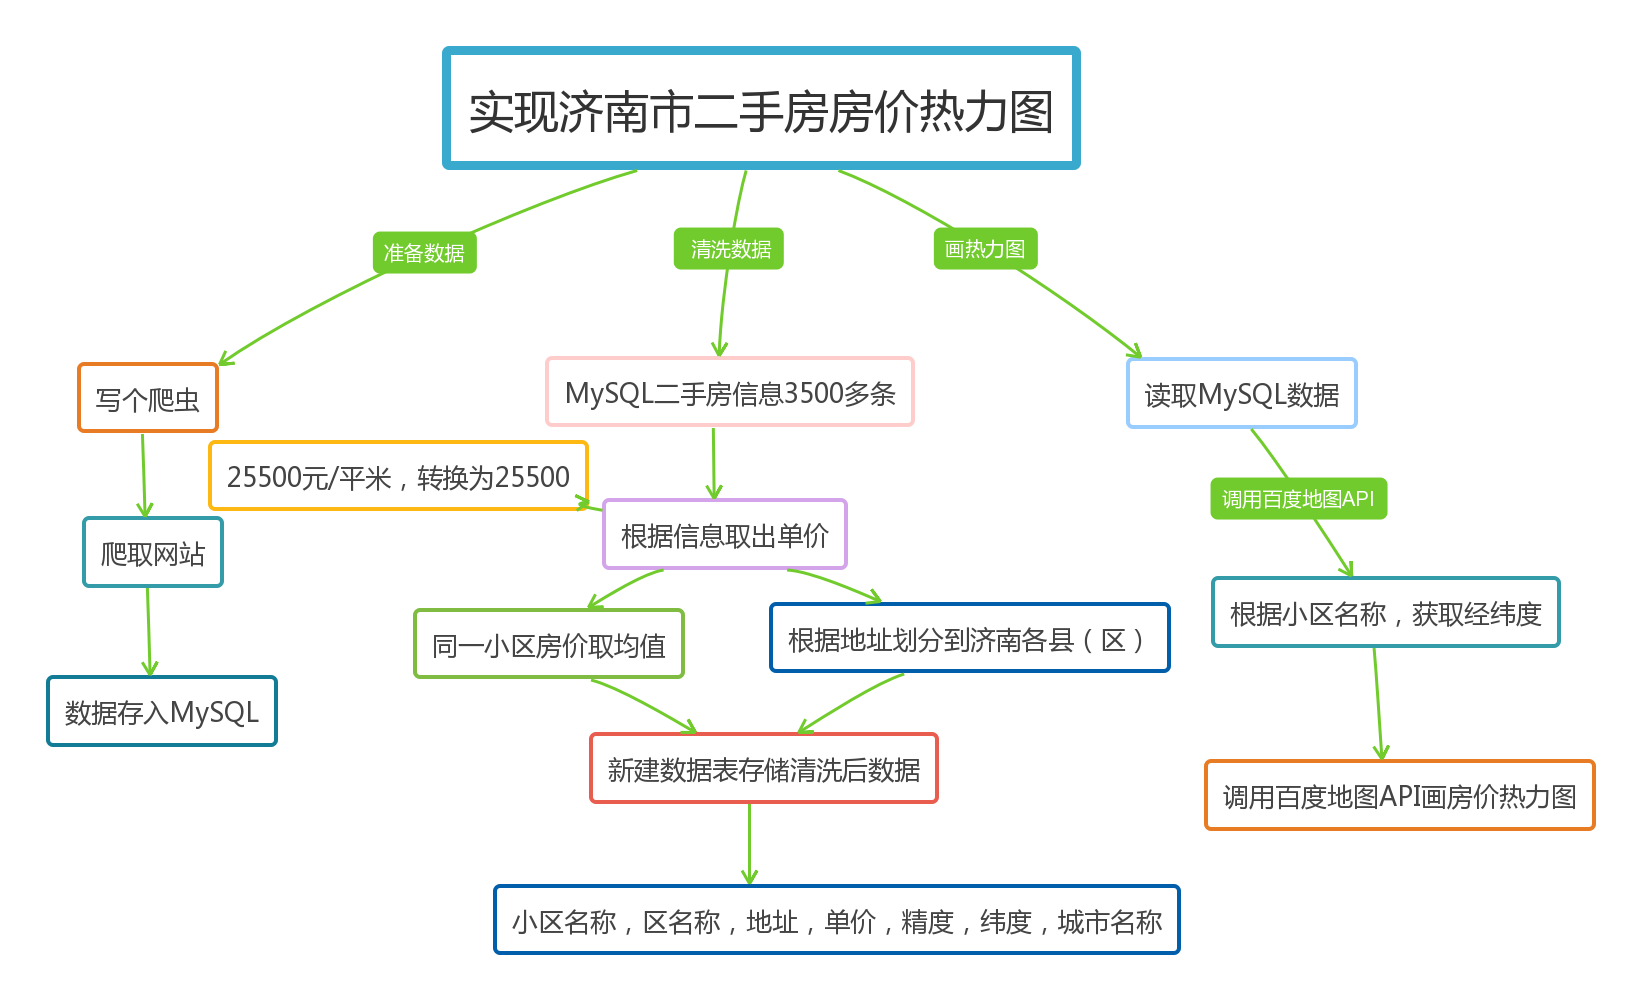 实现济南市二手房房价热力图
准备数据
清洗数据
画热力图
写个爬虫
MySQL二手房信息3500多条
读取MySQL数据
25500元/平米，转换为25500
调用百度地图API
爬取网站
根据信息取出单价
根据小区名称，获取经纬度
同一小区房价取均值
根据地址划分到济南各县（区）
数据存入MySQL
新建数据表存储清洗后数据
调用百度地图API画房价热力图
小区名称，区名称，地址，单价，精度，纬度，城市名称